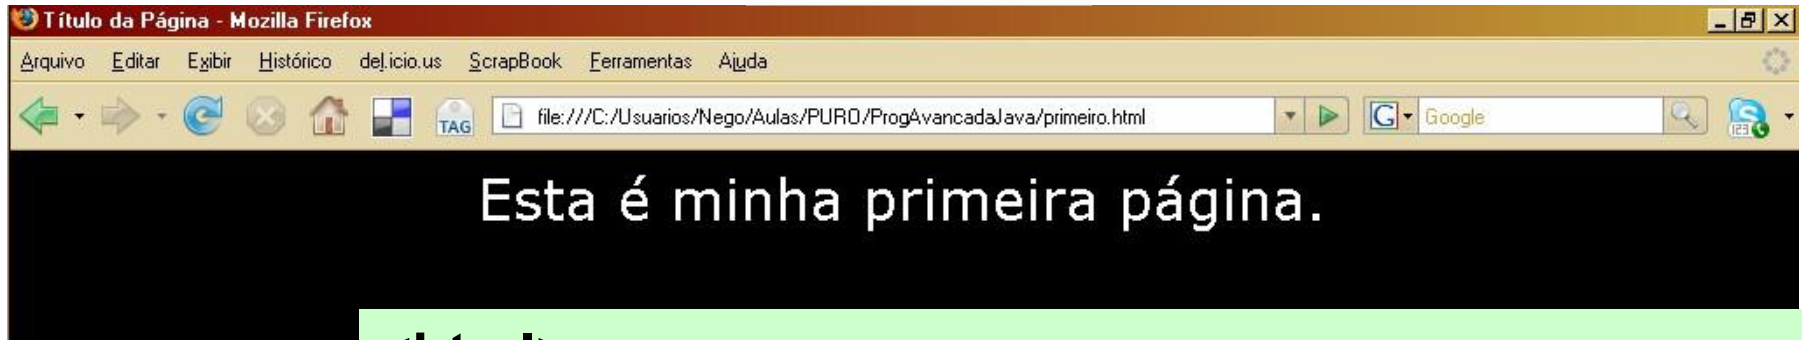 Título da Página - Mozilla Firefox
Arquivo Editar Exibir Histórico del.icio.us ScrapBook Ferramentas Ajuda
TAG file:///C:/Usuarios/Nego/Aulas/PURO/ProgAvancadaJava/primeiro.html G Google 123
Esta é minha primeira página.